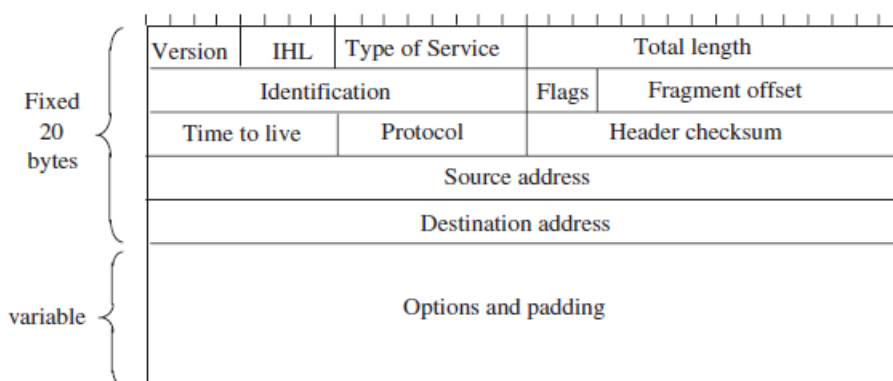 Version IHL Type of Service Total length
Identification Flags Fragment offset
Fixed
20
bytes
Time to live Protocol Header checksum
Source address
Destination address
variable
Options and padding